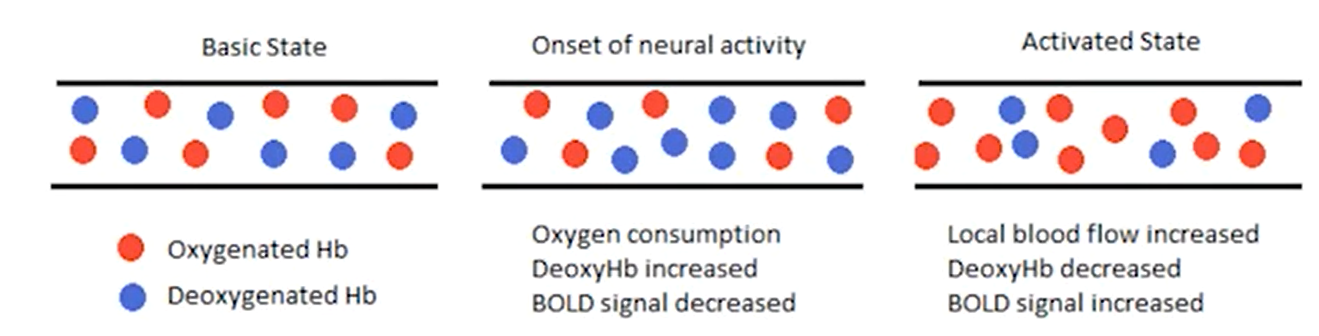 Basic State
Onset of neural activity
Activated State
Oxygenated Hb
Deoxygenated Hb
Oxygen consumption
DeoxyHb increased
BOLD signal decreased
Local blood flow increased
DeoxyHb decreased
BOLD signal increased